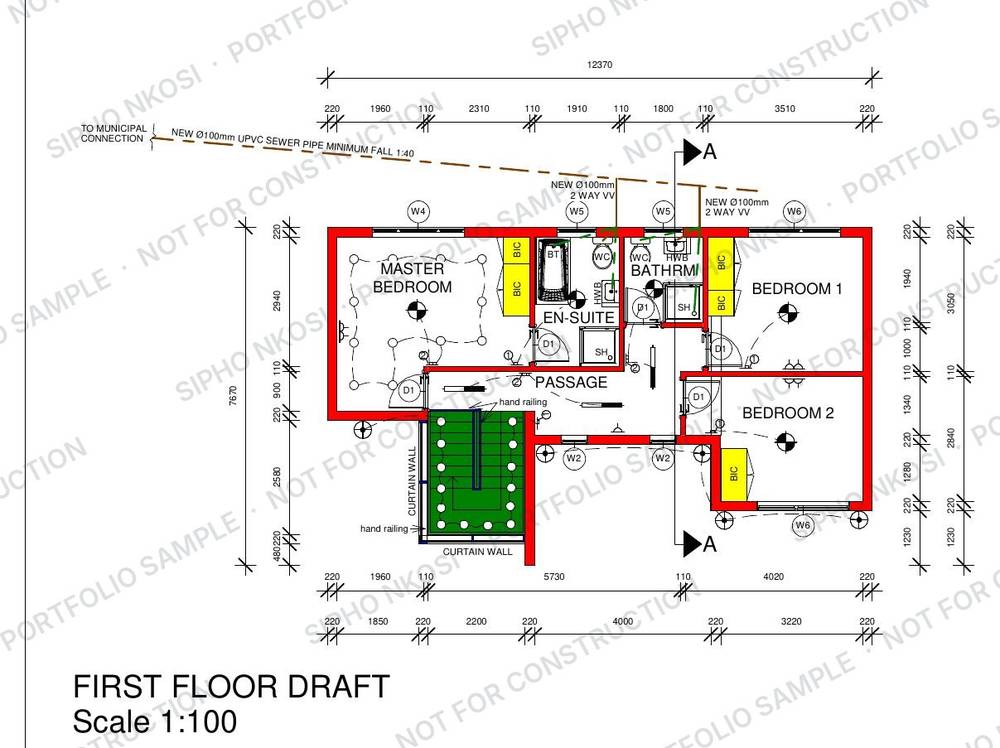 SIPHO NKOSI · PORTFOLIO SAMPLE · NOT FOR CONSTRUCTION
12370
220 1960 110 2310 110 1910 110 1800 110 3510 220
TO MUNICIPAL
CONNECTION
NEW Ø100mm UPVC SEWER PIPE MINIMUM FALL 1:40
A
NEW Ø100mm
2 WAY VV
NEW Ø100mm
2 WAY VV
W4 W5 W5 W6
BIC BT WC WC HWB BIC
MASTER
BEDROOM
BATHRM
BIC HWB D1 SH BIC
BEDROOM 1
EN-SUITE
D1 SH D1
PASSAGE
D1 D1
hand railing
BEDROOM 2
W2 W2
BIC
CURTAIN WALL
hand railing
CURTAIN WALL
W6
A
7670
220
2940
110
900
220
2580
220
480
220
1940
110
1000
110
1340
220
1280
220
1230
220
3050
110
2840
220
1230
220 1960 110 5730 110 4020 220
220 1850 220 2200 220 4000 220 3220 220
FIRST FLOOR DRAFT
Scale 1:100